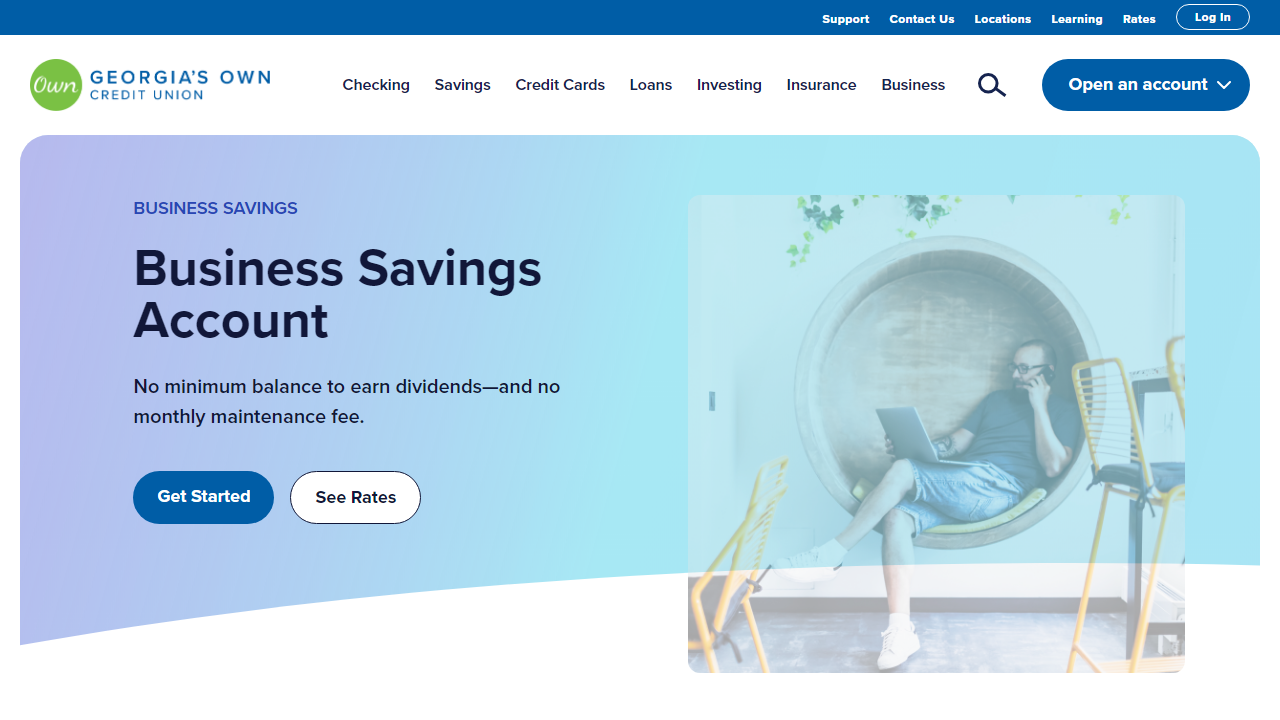 Support Contact Us Locations Learning Rates Log In
Own GEORGIA'S OWN
CREDIT UNION
Checking Savings Credit Cards Loans Investing Insurance Business Open an account
BUSINESS SAVINGS
Business Savings
Account
No minimum balance to earn dividends—and no
monthly maintenance fee.
Get Started See Rates